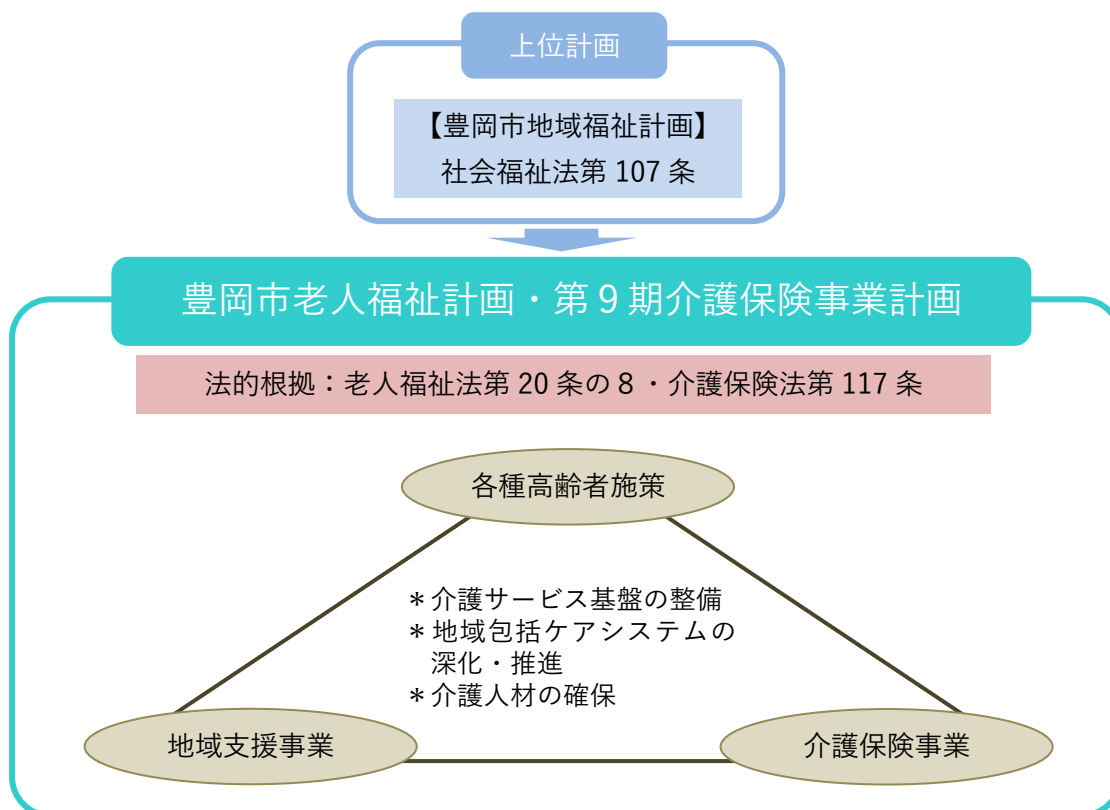 上位計画
【豊岡市地域福祉計画】
社会福祉法第 107 条
豊岡市老人福祉計画・第９期介護保険事業計画
法的根拠：老人福祉法第 20 条の８・介護保険法第 117 条
各種高齢者施策
＊介護サービス基盤の整備
＊地域包括ケアシステムの
深化・推進
＊介護人材の確保
地域支援事業
介護保険事業